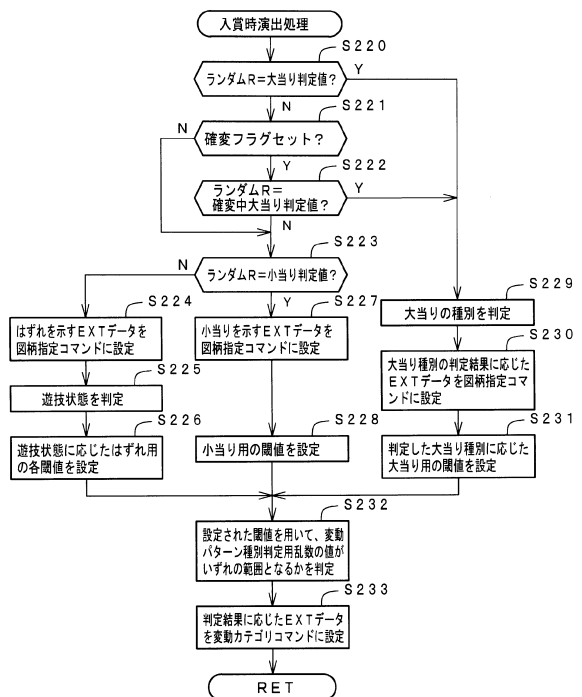 入賞時演出処理
S220
ランダムR=大当り判定値?
Y
N
S221
確変フラグセット?
N
Y
S222
ランダムR=
確変中大当り判定値?
Y
N
S223
ランダムR=小当り判定値?
N
Y
S224
はずれを示すEXTデータを
図柄指定コマンドに設定
S225
遊技状態を判定
S226
遊技状態に応じたはずれ用
の各閾値を設定
S227
小当りを示すEXTデータを
図柄指定コマンドに設定
S228
小当り用の閾値を設定
S229
大当りの種別を判定
S230
大当り種別の判定結果に応じた
EXTデータを図柄指定コマ
ンドに設定
S231
判定した大当り種別に応じた
大当り用の閾値を設定
S232
設定された閾値を用いて、変動
パターン種別判定用乱数の値が
いずれの範囲となるかを判定
S233
判定結果に応じたEXTデータ
を変動カテゴリコマンドに設定
RET